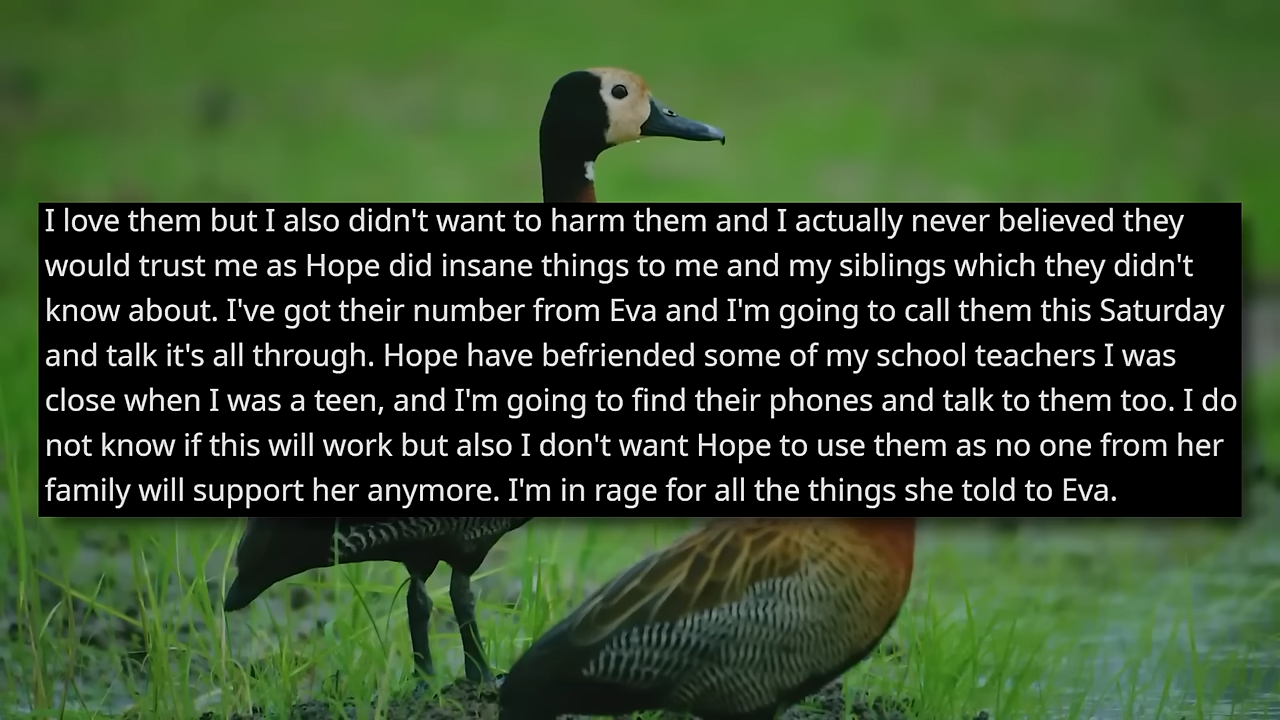 I love them but I also didn't want to harm them and I actually never believed they
would trust me as Hope did insane things to me and my siblings which they didn't
know about. I've got their number from Eva and I'm going to call them this Saturday
and talk it's all through. Hope have befriended some of my school teachers I was
close when I was a teen, and I'm going to find their phones and talk to them too. I do
not know if this will work but also I don't want Hope to use them as no one from her
family will support her anymore. I'm in rage for all the things she told to Eva.